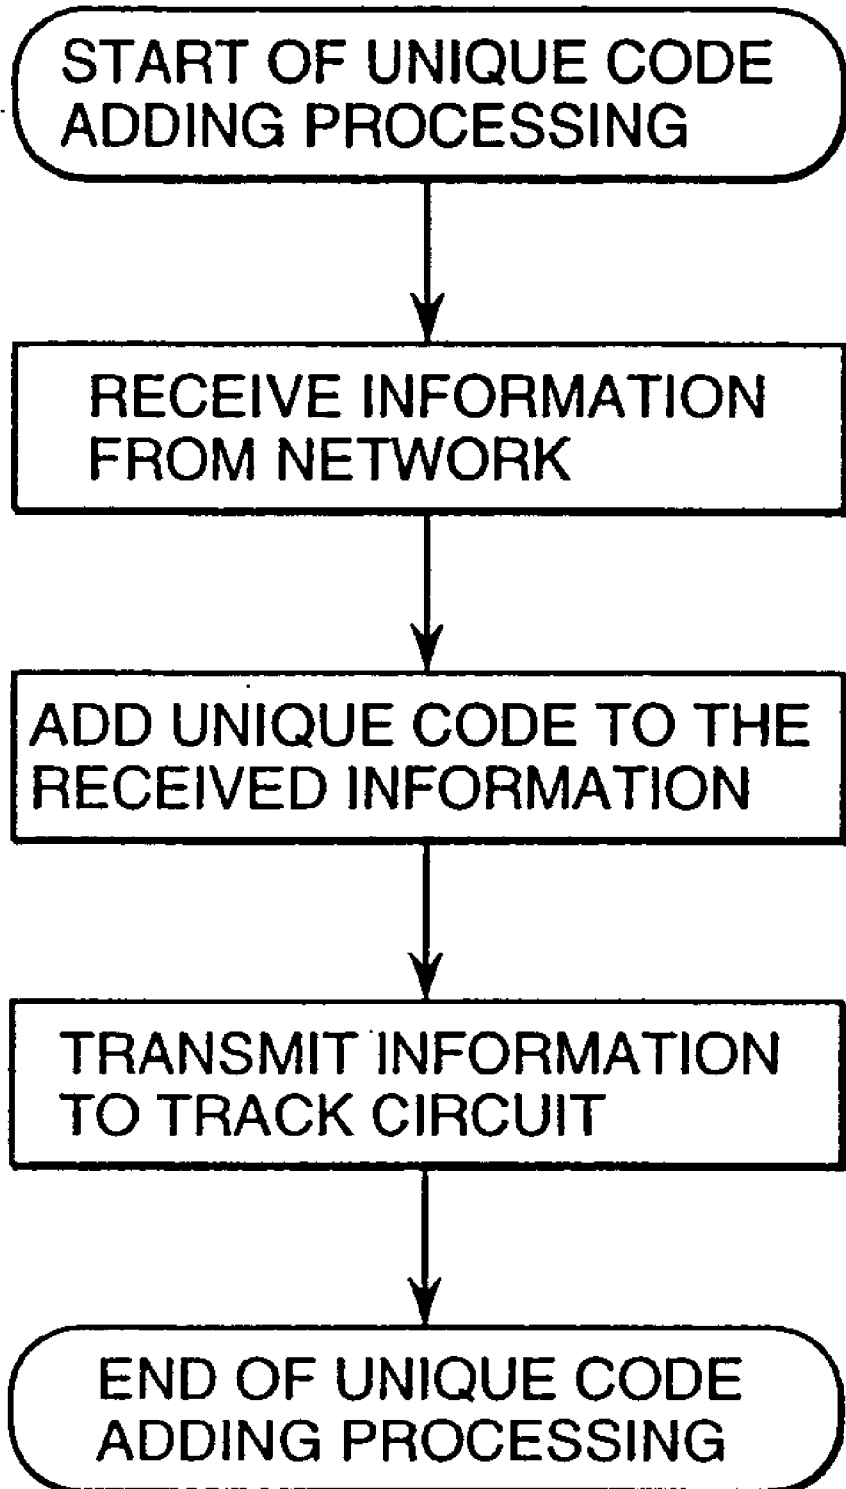 START OF UNIQUE CODE
ADDING PROCESSING
RECEIVE INFORMATION
FROM NETWORK
ADD UNIQUE CODE TO THE
RECEIVED INFORMATION
TRANSMIT INFORMATION
TO TRACK CIRCUIT
END OF UNIQUE CODE
ADDING PROCESSING